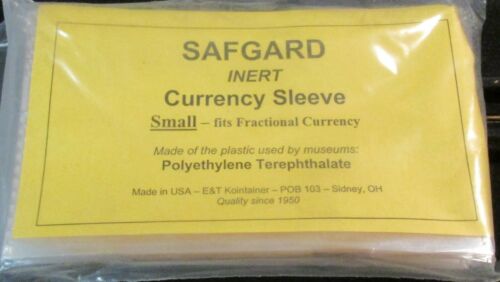 SAFGARD
INERT
Currency Sleeve
Small – fits Fractional Currency
Made of the plastic used by museums:
Polyethylene Terephthalate
Made in USA – E&T Kointainer – POB 103 – Sidney, OH
Quality since 1950